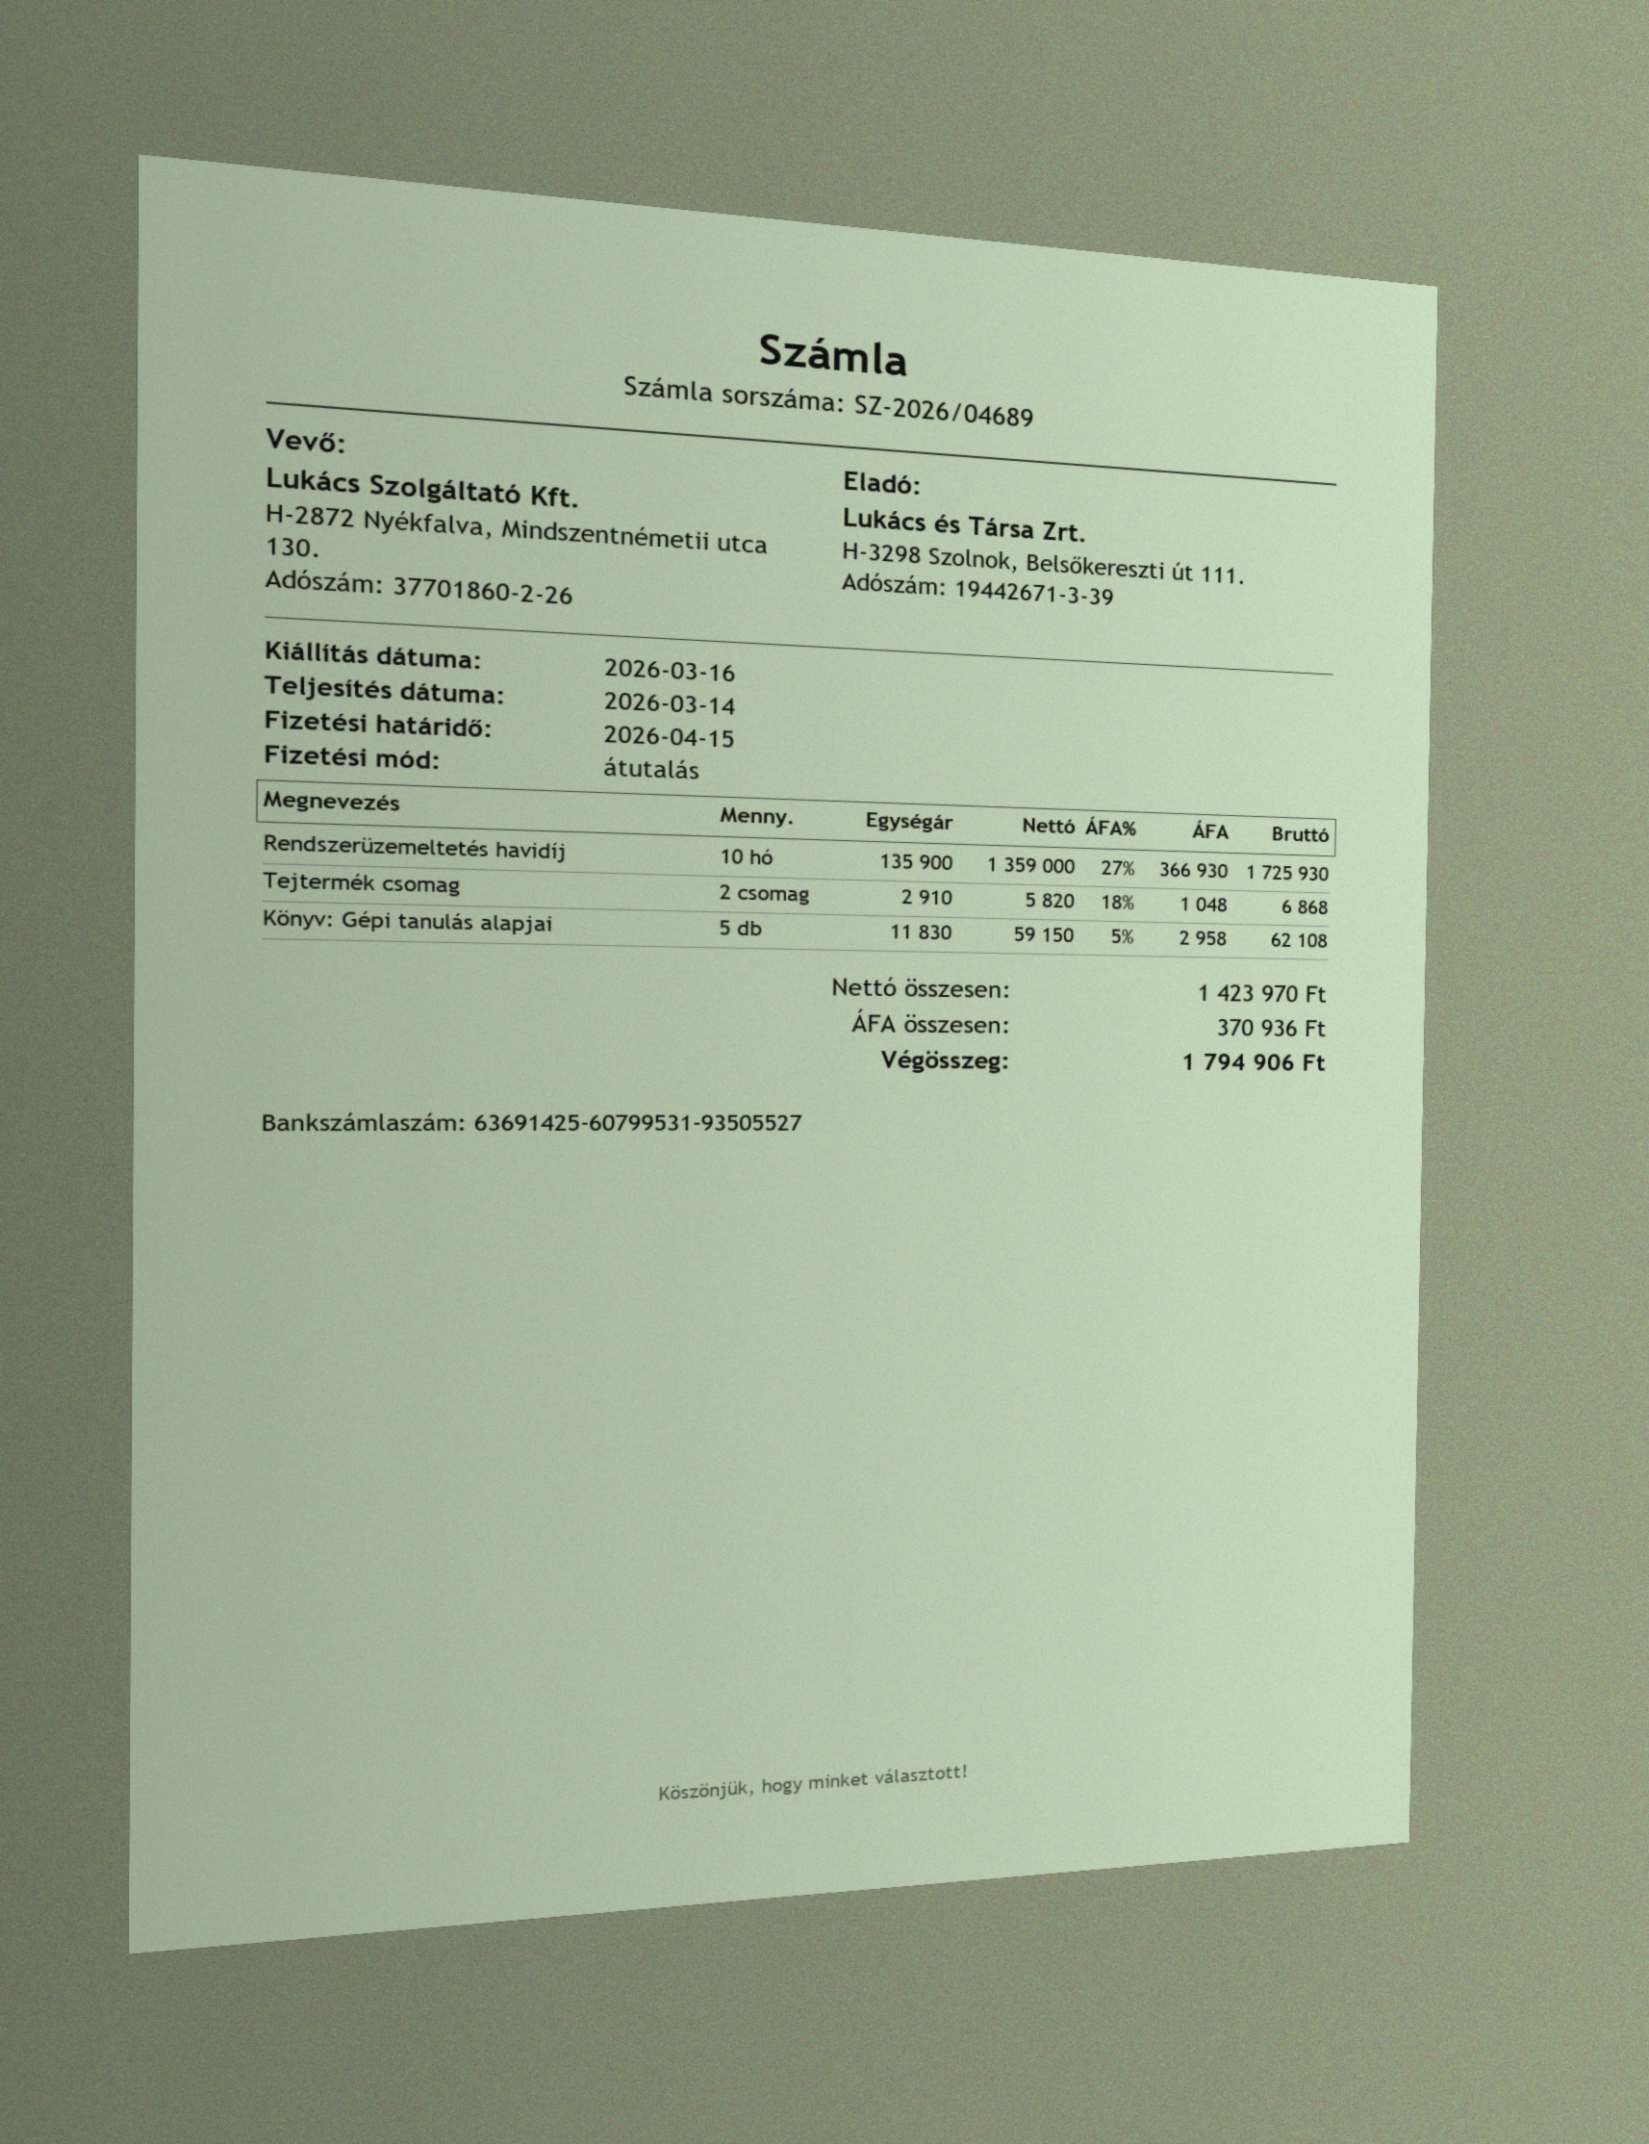 Számla
Számla sorszáma: SZ-2026/04689
Vevő:
Lukács Szolgáltató Kft.
H-2872 Nyékfalva, Mindszentnémetii utca
130.
Adószám: 37701860-2-26
Eladó:
Lukács és Társa Zrt.
H-3298 Szolnok, Belsőkereszti út 111.
Adószám: 19442671-3-39
Kiállítás dátuma: 2026-03-16
Teljesítés dátuma: 2026-03-14
Fizetési határidő: 2026-04-15
Fizetési mód: átutalás
Megnevezés Menny. Egységár Nettó ÁFA% ÁFA Bruttó
Rendszerüzemeltetés havidíj 10 hó 135 900 1 359 000 27% 366 930 1 725 930
Tejtermék csomag 2 csomag 2 910 5 820 18% 1 048 6 868
Könyv: Gépi tanulás alapjai 5 db 11 830 59 150 5% 2 958 62 108
Nettó összesen: 1 423 970 Ft
ÁFA összesen: 370 936 Ft
Végösszeg: 1 794 906 Ft
Bankszámlaszám: 63691425-60799531-93505527
Köszönjük, hogy minket választott!